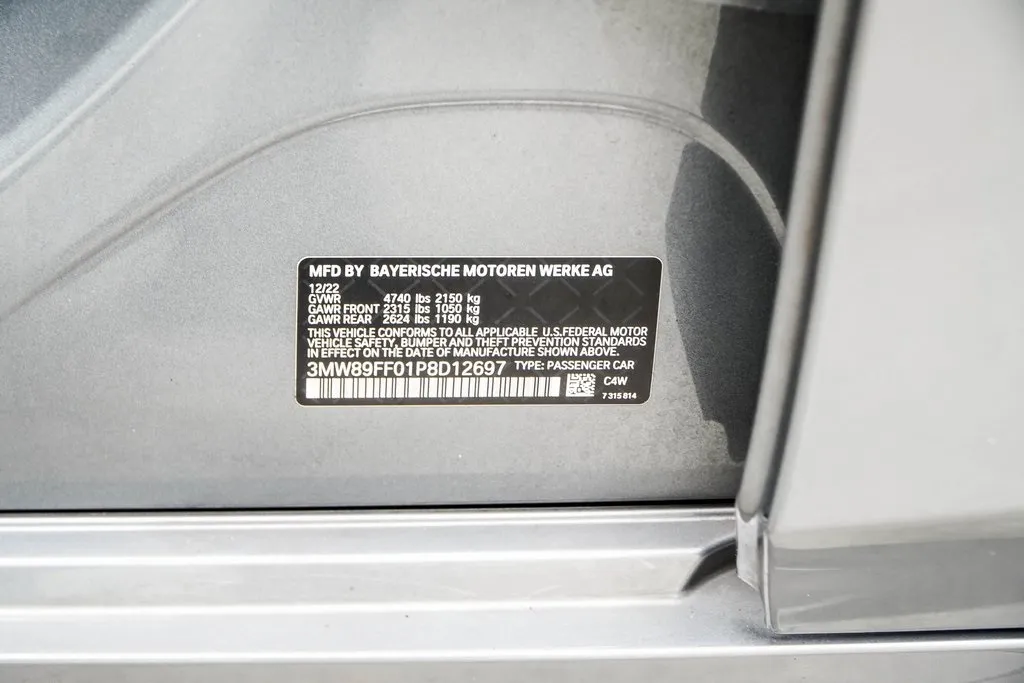 MFD BY BAYERISCHE MOTOREN WERKE AG
12/22
GVWR 4740 lbs 2150 kg
GAWR FRONT 2315 lbs 1050 kg
GAWR REAR 2624 lbs 1190 kg
THIS VEHICLE CONFORMS TO ALL APPLICABLE U.S.FEDERAL MOTOR
VEHICLE SAFETY, BUMPER AND THEFT PREVENTION STANDARDS
IN EFFECT ON THE DATE OF MANUFACTURE SHOWN ABOVE.
3MW89FF01P8D12697 TYPE: PASSENGER CAR
C4W
7 315 814